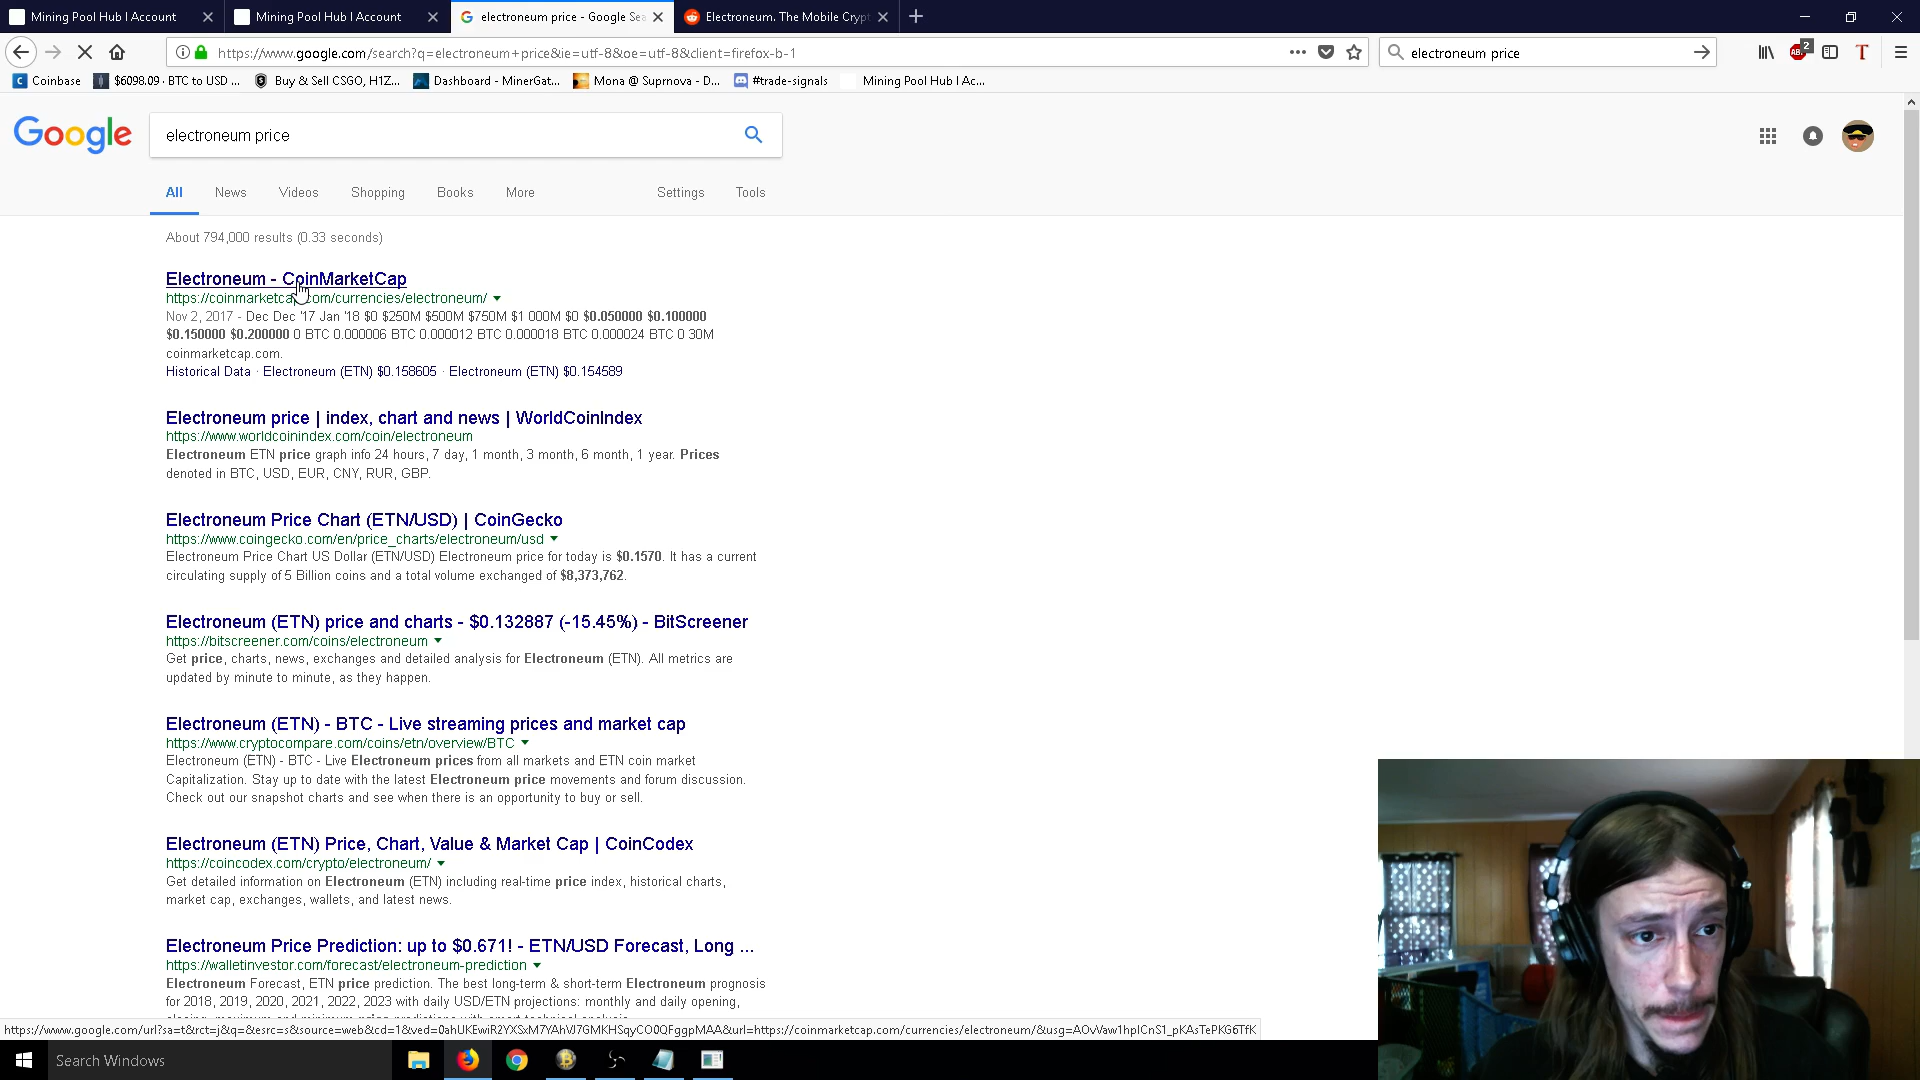 Mining Pool Hub | Account
Mining Pool Hub | Account
electroneum price - Google Sea
Electroneum. The Mobile Crypt
https://www.google.com/search?q=electroneum+price&ie=utf-8&oe=utf-8&client=firefox-b-1
electroneum price
2
Coinbase
$6098.09 · BTC to USD ...
Buy & Sell CSGO, H1Z...
Dashboard - MinerGat...
Mona @ Suprnova - D...
#trade-signals
Mining Pool Hub | Ac...
Google
electroneum price
All News Videos Shopping Books More Settings Tools
About 794,000 results (0.33 seconds)
Electroneum - CoinMarketCap
https://coinmarketcap.com/currencies/electroneum/
Nov 2, 2017 - Dec Dec '17 Jan '18 $0 $250M $500M $750M $1 000M $0 $0.050000 $0.100000
$0.150000 $0.200000 0 BTC 0.000006 BTC 0.000012 BTC 0.000018 BTC 0.000024 BTC 0 30M
coinmarketcap.com.
Historical Data · Electroneum (ETN) $0.158605 · Electroneum (ETN) $0.154589
Electroneum price | index, chart and news | WorldCoinIndex
https://www.worldcoinindex.com/coin/electroneum
Electroneum ETN price graph info 24 hours, 7 day, 1 month, 3 month, 6 month, 1 year. Prices
denoted in BTC, USD, EUR, CNY, RUR, GBP.
Electroneum Price Chart (ETN/USD) | CoinGecko
https://www.coingecko.com/en/price_charts/electroneum/usd
Electroneum Price Chart US Dollar (ETN/USD) Electroneum price for today is $0.1570. It has a current
circulating supply of 5 Billion coins and a total volume exchanged of $8,373,762.
Electroneum (ETN) price and charts - $0.132887 (-15.45%) - BitScreener
https://bitscreener.com/coins/electroneum
Get price, charts, news, exchanges and detailed analysis for Electroneum (ETN). All metrics are
updated by minute to minute, as they happen.
Electroneum (ETN) - BTC - Live streaming prices and market cap
https://www.cryptocompare.com/coins/etn/overview/BTC
Electroneum (ETN) - BTC - Live Electroneum prices from all markets and ETN coin market
Capitalization. Stay up to date with the latest Electroneum price movements and forum discussion.
Check out our snapshot charts and see when there is an opportunity to buy or sell.
Electroneum (ETN) Price, Chart, Value & Market Cap | CoinCodex
https://coincodex.com/crypto/electroneum/
Get detailed information on Electroneum (ETN) including real-time price index, historical charts,
market cap, exchanges, wallets, and latest news.
Electroneum Price Prediction: up to $0.671! - ETN/USD Forecast, Long ...
https://walletinvestor.com/forecast/electroneum-prediction
Electroneum Forecast, ETN price prediction. The best long-term & short-term Electroneum prognosis
for 2018, 2019, 2020, 2021, 2022, 2023 with daily USD/ETN projections: monthly and daily opening,
Search Windows